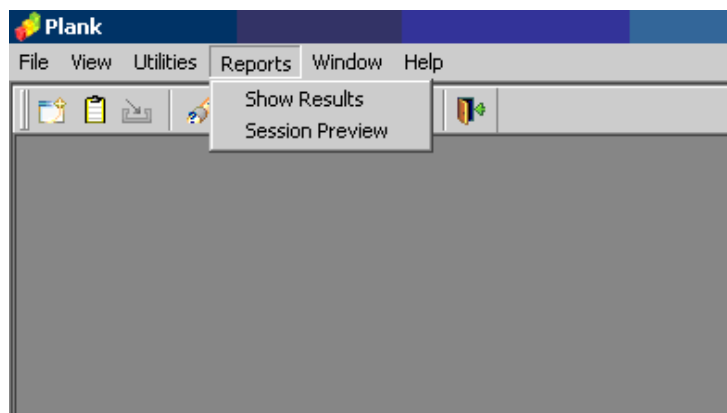 Plank
File View Utilities Reports Window Help
Show Results
Session Preview